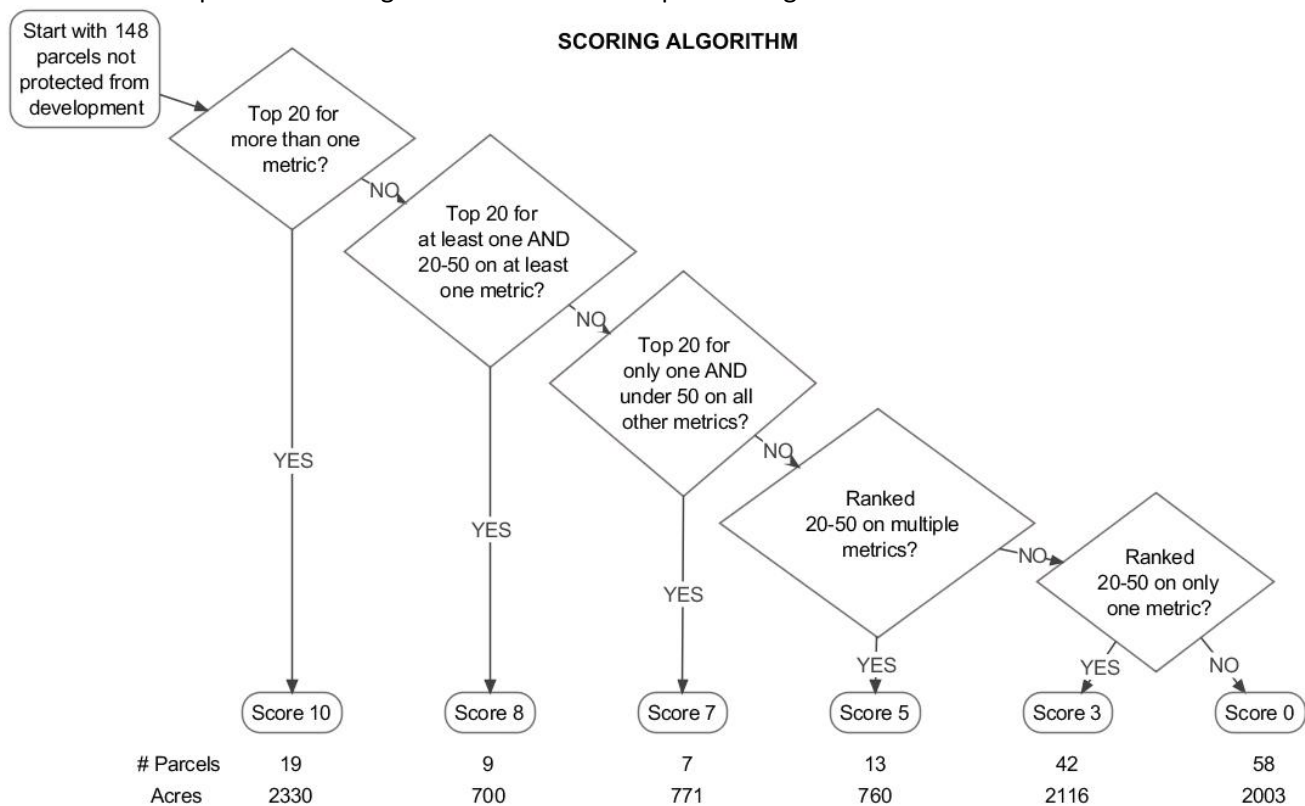 Start with 148
parcels not
protected from
development
SCORING ALGORITHM
Top 20 for
more than one
metric?
NO
Top 20 for
at least one AND
20-50 on at least
one metric?
NO
Top 20 for
only one AND
under 50 on all
other metrics?
NO
Ranked
20-50 on multiple
metrics?
NO
Ranked
20-50 on only
one metric?
YES
YES
YES
YES
YES
NO
Score 10
Score 8
Score 7
Score 5
Score 3
Score 0
# Parcels 19 9 7 13 42 58
Acres 2330 700 771 760 2116 2003